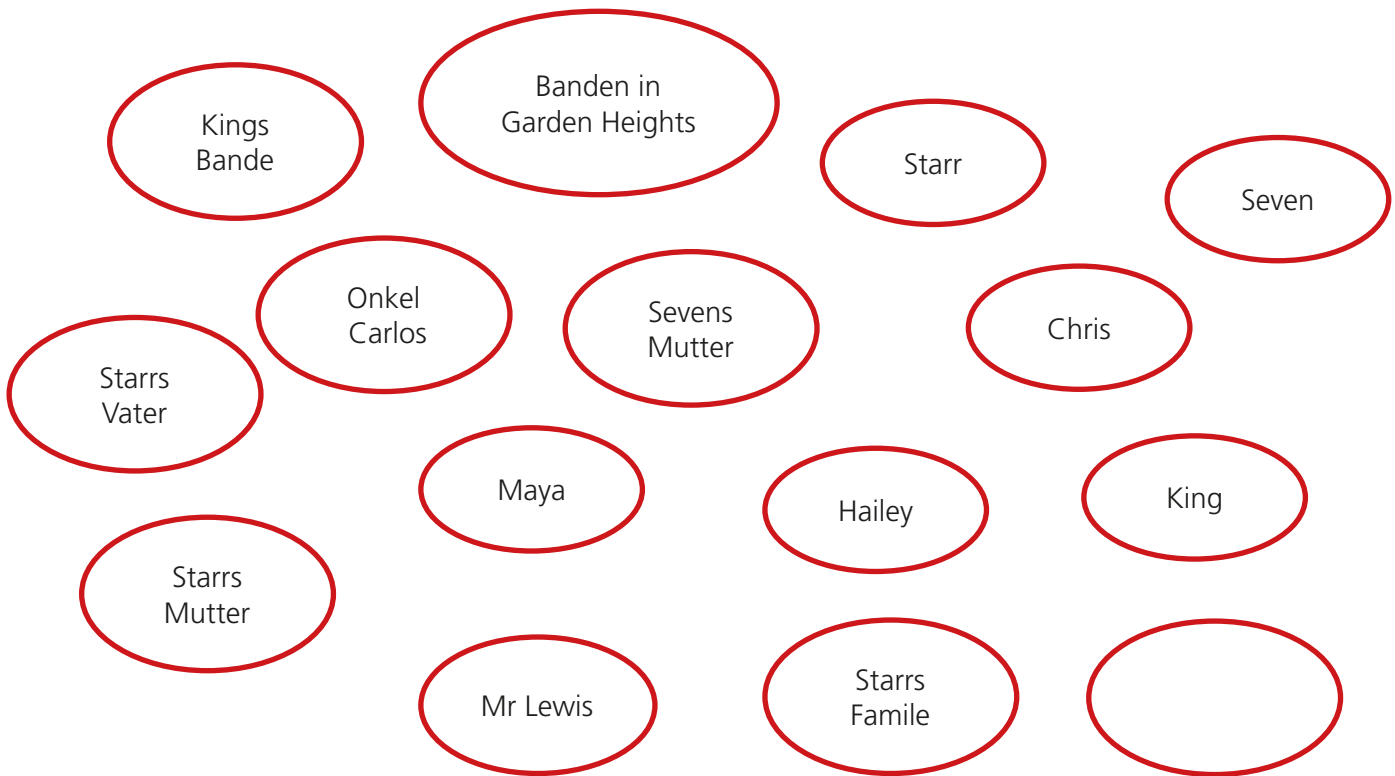 Banden in
Garden Heights
Kings
Bande
Starr
Seven
Onkel
Carlos
Sevens
Mutter
Chris
Starrs
Vater
Maya
Hailey
King
Starrs
Mutter
Mr Lewis
Starrs
Famile